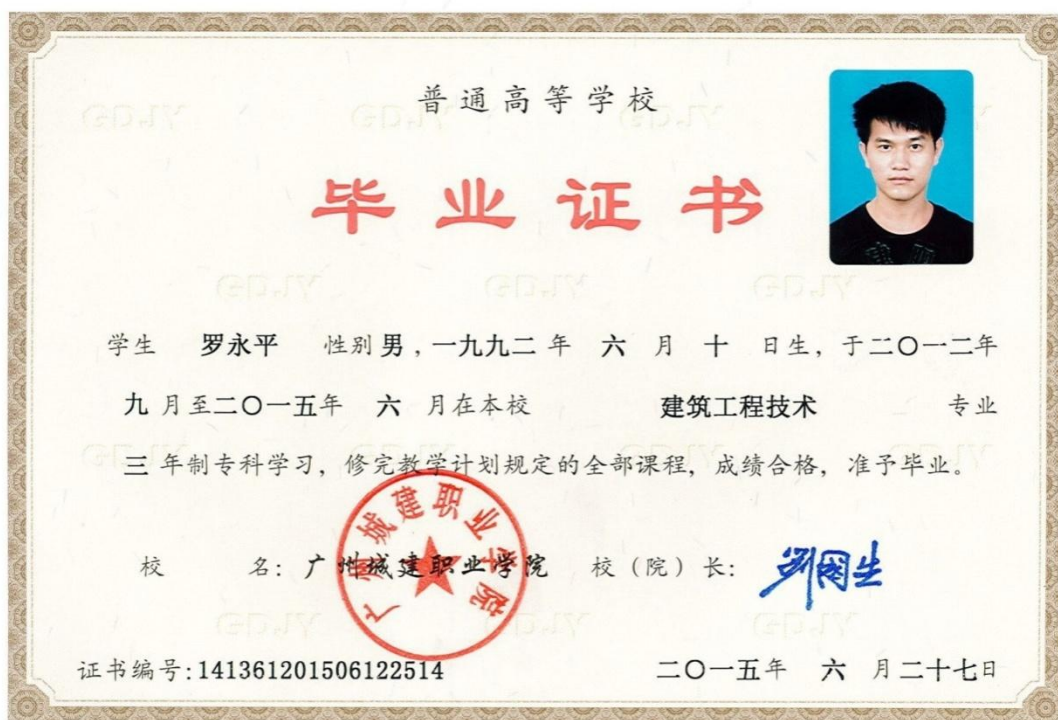 普通高等学校
毕业证书
学生 罗永平 性别男，一九九二年 六 月 十 日生，于二〇一二年
九 月至二〇一五年 六 月在本校 建筑工程技术 专业
三 年制专科学习，修完教学计划规定的全部课程，成绩合格，准予毕业。
广州城建职业学院
校 名：广州城建职业学院 校（院）长：刘国生
证书编号:141361201506122514 二〇一五年 六 月二十七日
GDJY